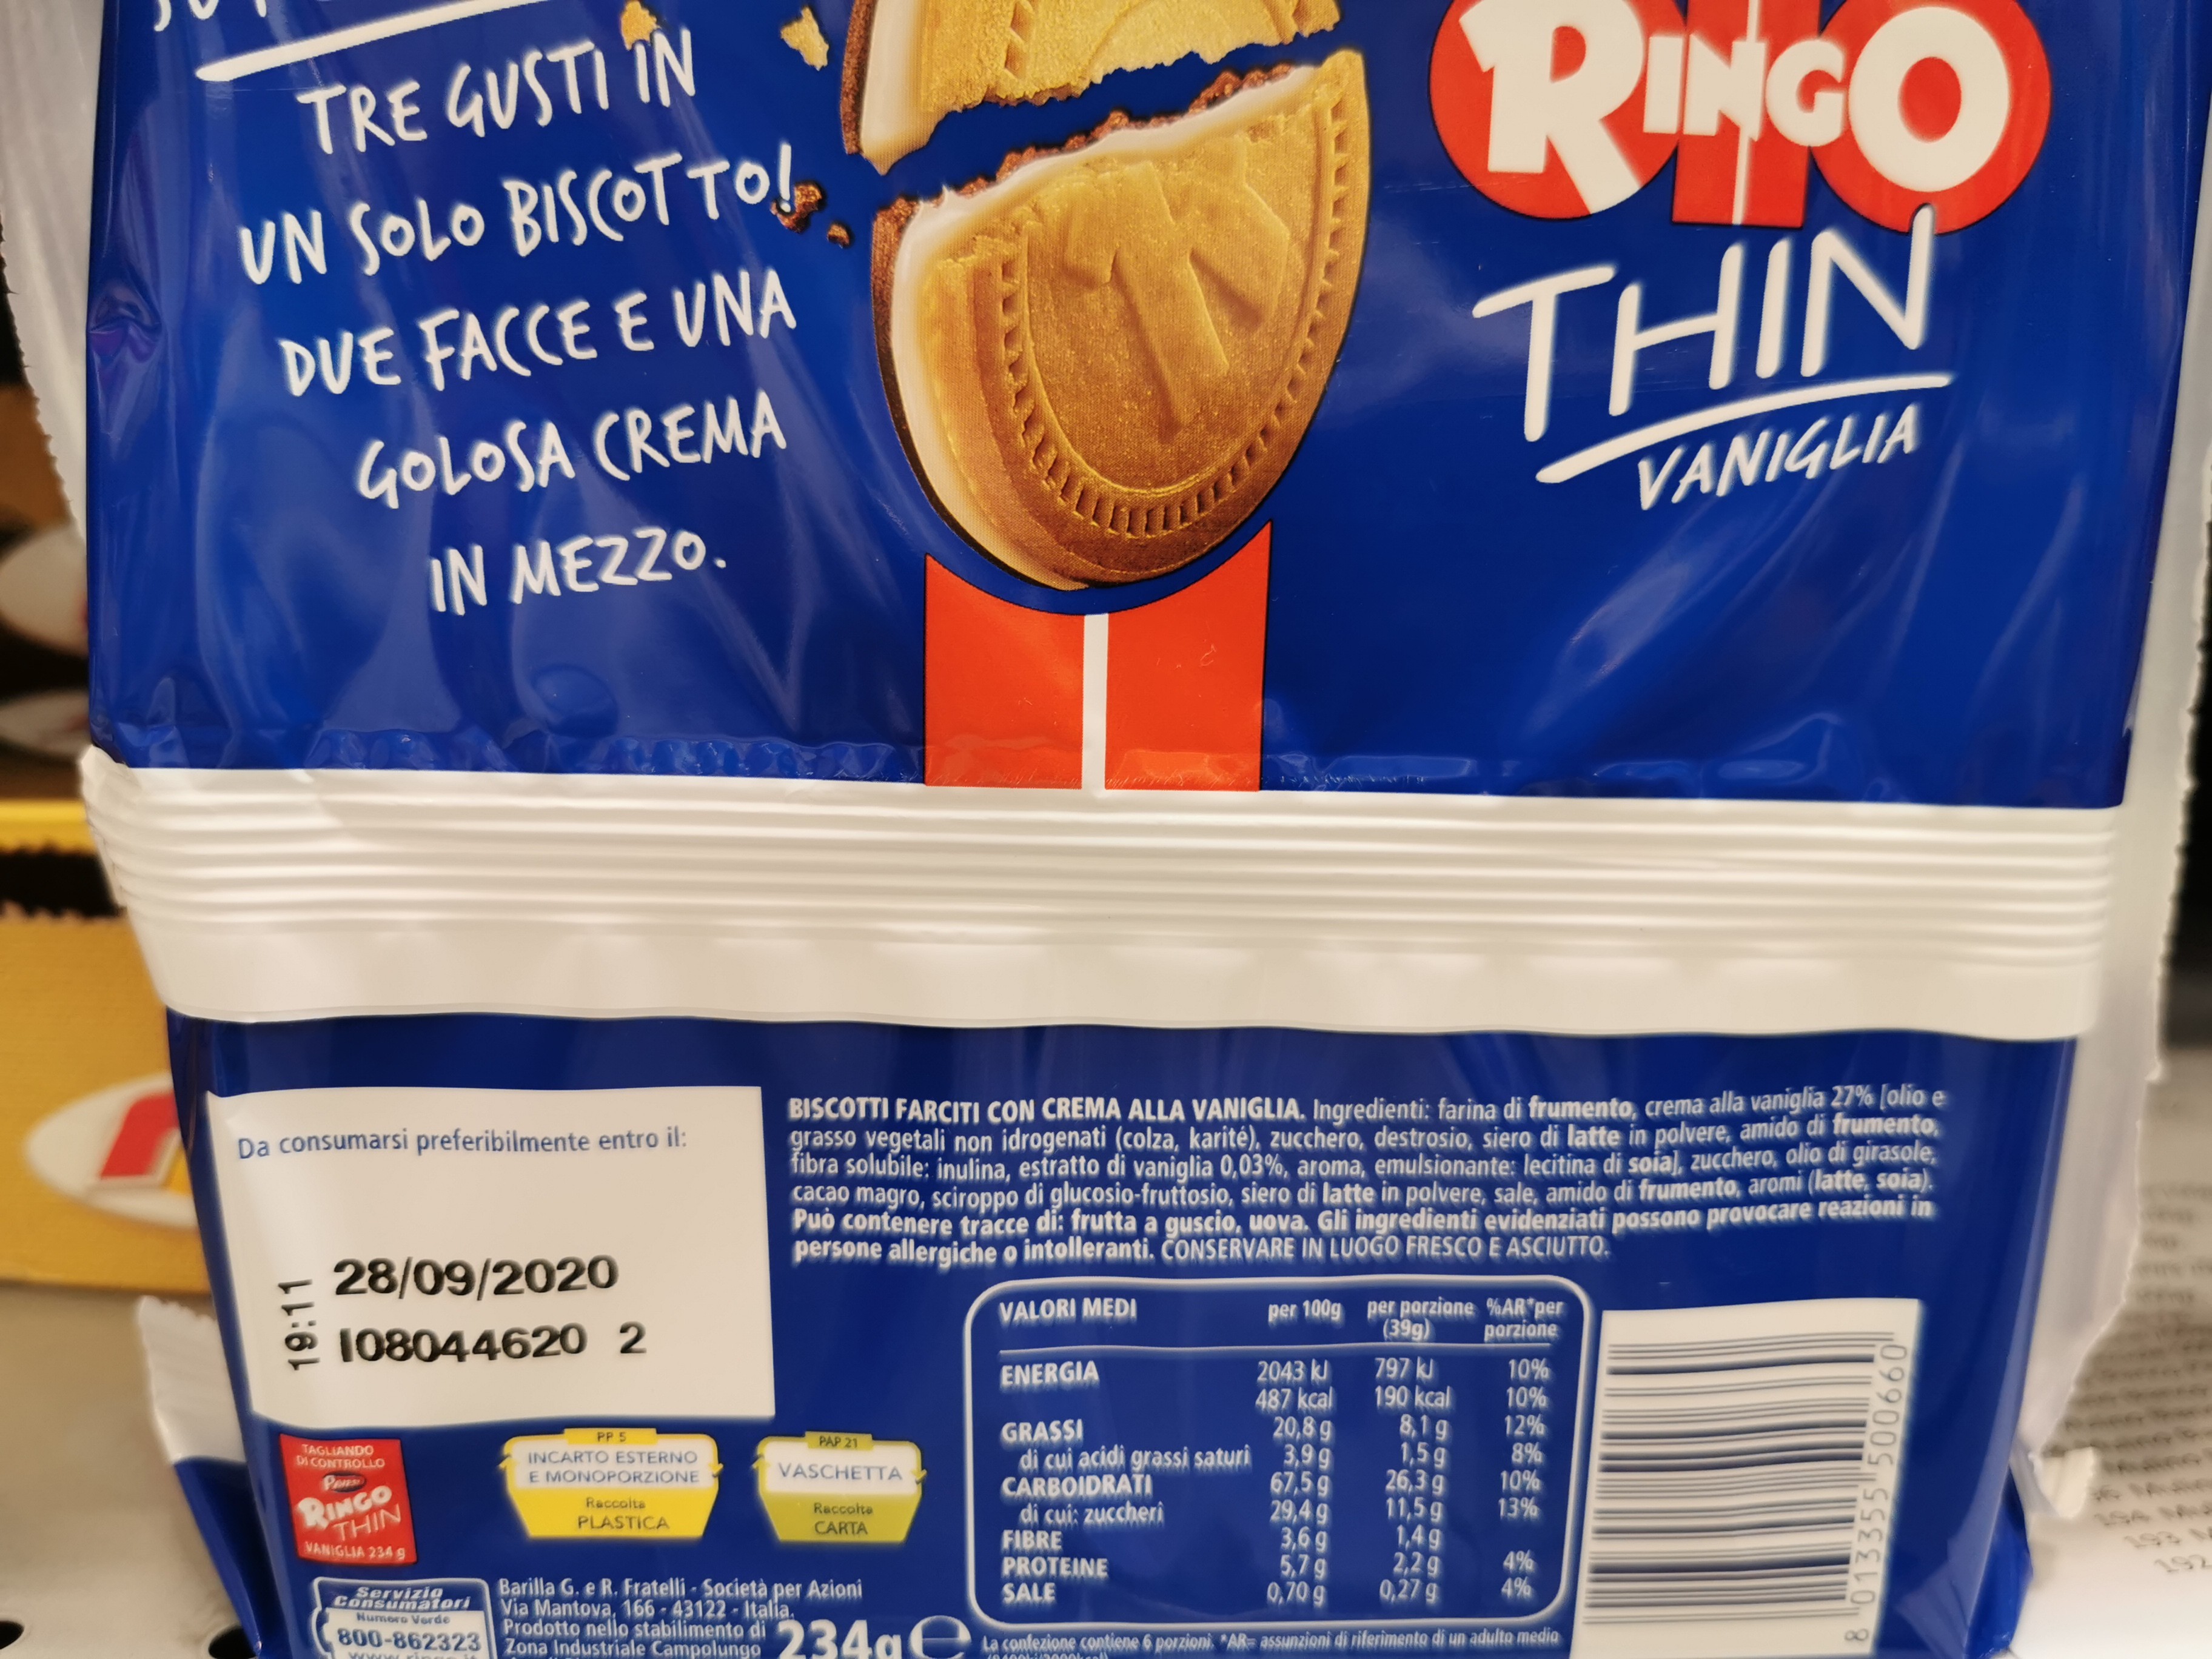 TRE GUSTI IN
UN SOLO BISCOTTO!
DUE FACCE E UNA
GOLOSA CREMA
IN MEZZO.
RINGO
THIN
VANIGLIA
Da consumarsi preferibilmente entro il:
19:11
28/09/2020
I08044620 2
BISCOTTI FARCITI CON CREMA ALLA VANIGLIA. Ingredienti: farina di frumento, crema alla vaniglia 27% [olio e
grasso vegetali non idrogenati (colza, karité), zucchero, destrosio, siero di latte in polvere, amido di frumento,
fibra solubile: inulina, estratto di vaniglia 0,03%, aroma, emulsionante: lecitina di soia], zucchero, olio di girasole,
cacao magro, sciroppo di glucosio-fruttosio, siero di latte in polvere, sale, amido di frumento, aromi (latte, soia).
Può contenere tracce di: frutta a guscio, uova. Gli ingredienti evidenziati possono provocare reazioni in
persone allergiche o intolleranti. CONSERVARE IN LUOGO FRESCO E ASCIUTTO.
VALORI MEDI per 100g per porzione (39g) %AR*per porzione
ENERGIA 2043 kJ 797 kJ 10%
487 kcal 190 kcal 10%
GRASSI 20,8 g 8,1 g 12%
di cui acidi grassi saturi 3,9 g 1,5 g 8%
CARBOIDRATI 67,5 g 26,3 g 10%
di cui: zuccheri 29,4 g 11,5 g 13%
FIBRE 3,6 g 1,4 g
PROTEINE 5,7 g 2,2 g 4%
SALE 0,70 g 0,27 g 4%
La confezione contiene 6 porzioni. *AR= assunzioni di riferimento di un adulto medio
8 013355 500660
TAGLIANDO
DI CONTROLLO
Pavesi
RINGO
THIN
VANIGLIA 234 g
PP 5
INCARTO ESTERNO
E MONOPORZIONE
Raccolta
PLASTICA
PAP 21
VASCHETTA
Raccolta
CARTA
Servizio
Consumatori
Numero Verde
800-862323
Barilla G. e R. Fratelli - Società per Azioni
Via Mantova, 166 - 43122 - Italia.
Prodotto nello stabilimento di
Zona Industriale Campolungo
234g e